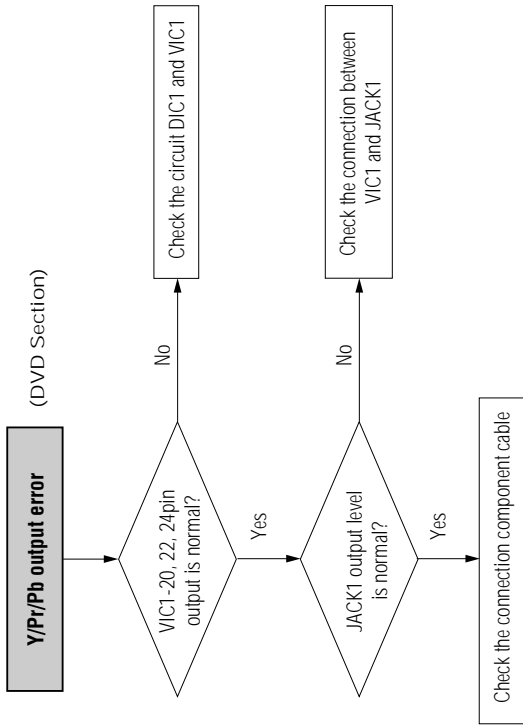 (DVD Section)
Y/Pr/Pb output error
VIC1-20, 22, 24pin
output is normal?
No
Check the circuit DIC1 and VIC1
Yes
JACK1 output level
is normal?
No
Check the connection between
VIC1 and JACK1
Yes
Check the connection component cable